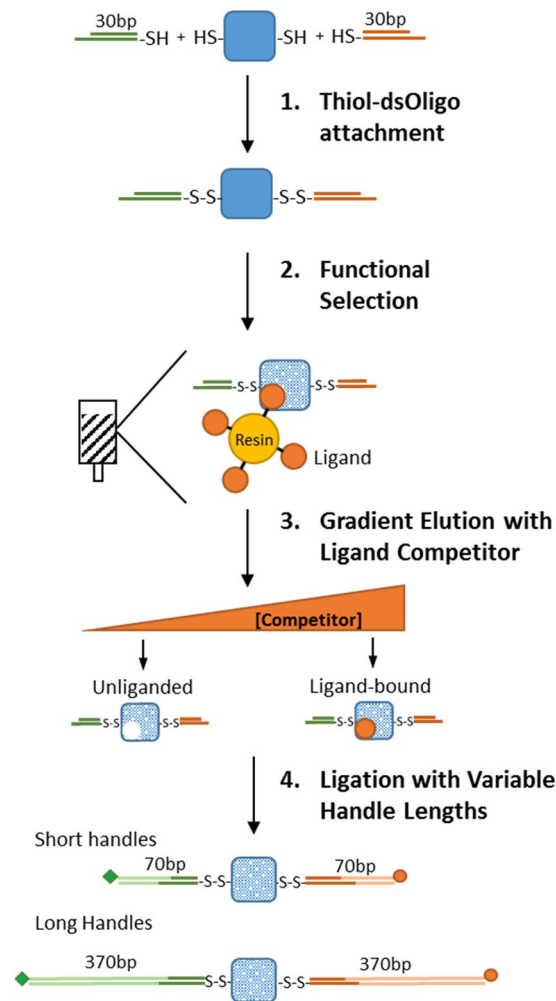 30bp 30bp
-SH + HS- -SH + HS-
1. Thiol-dsOligo
attachment
-S-S- -S-S-
2. Functional
Selection
-S-S- -S-S-
Resin
Ligand
3. Gradient Elution with
Ligand Competitor
[Competitor]
Unliganded Ligand-bound
-S-S- -S-S- -S-S- -S-S-
4. Ligation with Variable
Handle Lengths
Short handles
70bp 70bp
-S-S- -S-S-
Long Handles
370bp 370bp
-S-S- -S-S-